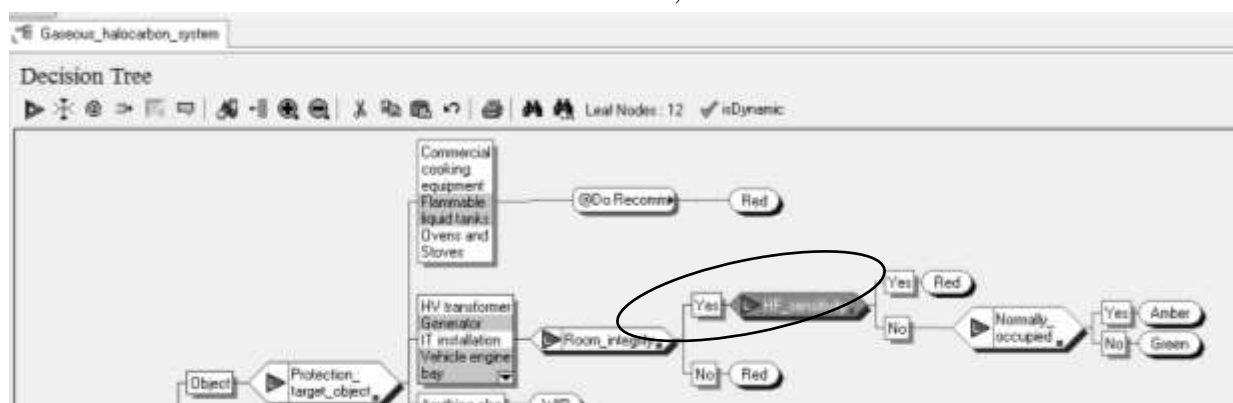 Gaseous_halocarbon_system
Decision Tree
Leaf Nodes : 12
isDynamic
Commercial
cooking
equipment
Flammable
liquid tanks
Ovens and
Stoves
@Do Recomm
Red
HV transformer
Generator
IT installation
Vehicle engine
bay
Room_integrity
Yes
Yes
Red
No
Normally_
occupied
Yes
Amber
No
Green
No
Red
Object
Protection_
target_object